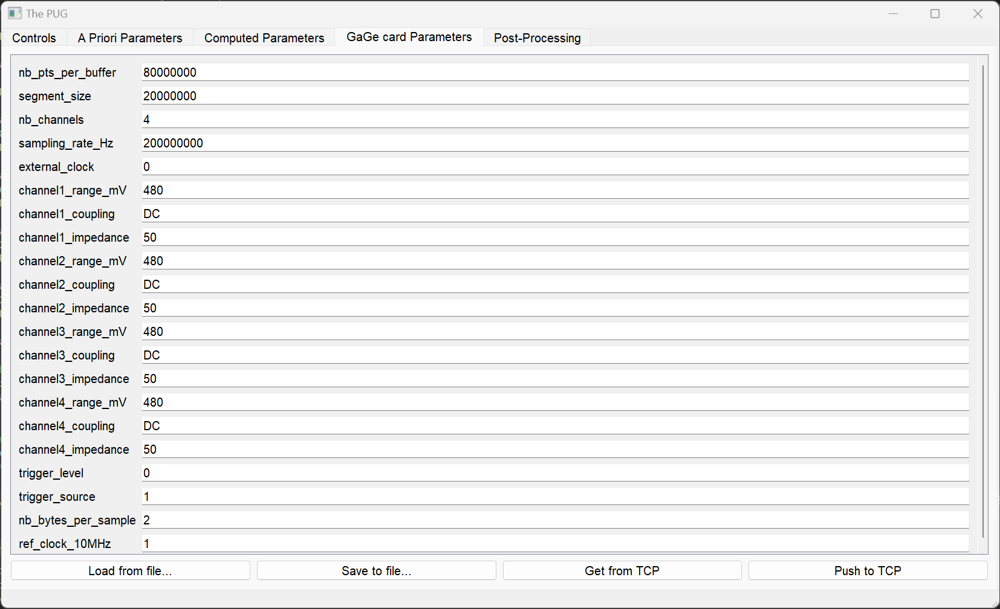 The PUG
Controls A Priori Parameters Computed Parameters GaGe card Parameters Post-Processing
nb_pts_per_buffer 80000000
segment_size 20000000
nb_channels 4
sampling_rate_Hz 200000000
external_clock 0
channel1_range_mV 480
channel1_coupling DC
channel1_impedance 50
channel2_range_mV 480
channel2_coupling DC
channel2_impedance 50
channel3_range_mV 480
channel3_coupling DC
channel3_impedance 50
channel4_range_mV 480
channel4_coupling DC
channel4_impedance 50
trigger_level 0
trigger_source 1
nb_bytes_per_sample 2
ref_clock_10MHz 1
Load from file... Save to file... Get from TCP Push to TCP